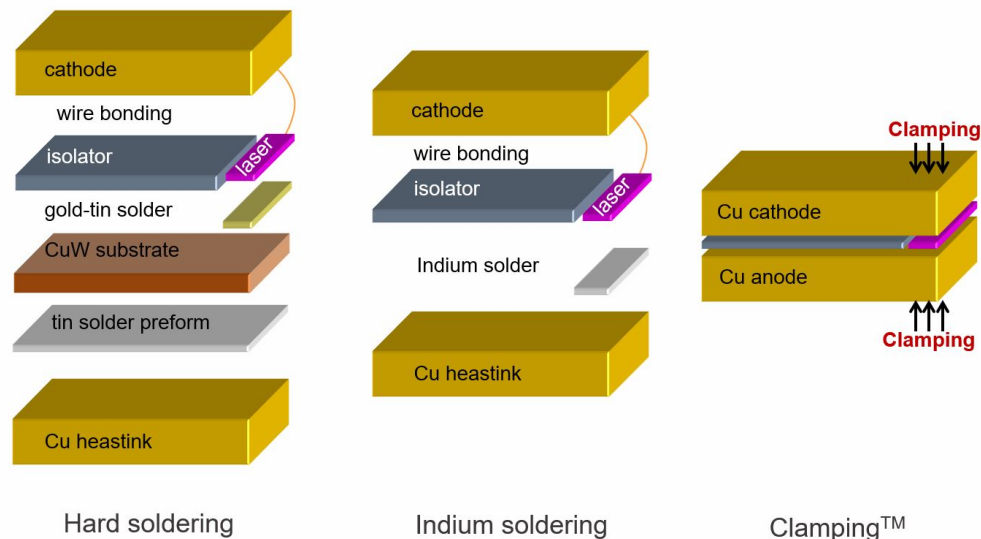 cathode
wire bonding
isolator
laser
gold-tin solder
CuW substrate
tin solder preform
Cu heastink
Hard soldering
cathode
wire bonding
isolator
laser
Indium solder
Cu heastink
Indium soldering
Clamping
Cu cathode
Cu anode
Clamping
Clamping™